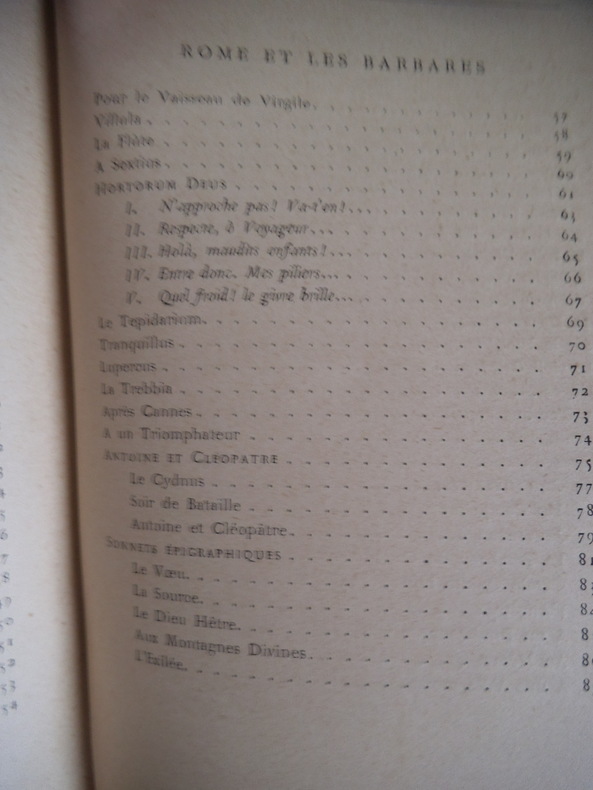 ROME ET LES BARBARES
Pour le Vaisseau de Virgile. 57
Villula. 58
La Flûte. 59
A Sextius. 60
HORTORUM DEUS 61
I. N'approche pas! Va-t'en!... 63
II. Respecte, ô Voyageur... 64
III. Holà, maudits enfants!... 65
IV. Entre donc. Mes piliers... 66
V. Quel froid! le givre brille... 67
Le Tepidarium. 69
Tranquillus. 70
Lupercus. 71
La Trebbia. 72
Après Cannes. 73
A un Triomphateur 74
ANTOINE ET CLÉOPATRE 75
Le Cydnus 77
Soir de Bataille 78
Antoine et Cléopâtre. 79
SONNETS ÉPIGRAPHIQUES
Le Vœu.
La Source.
Le Dieu Hêtre.
Aux Montagnes Divines.
L'Exilée.